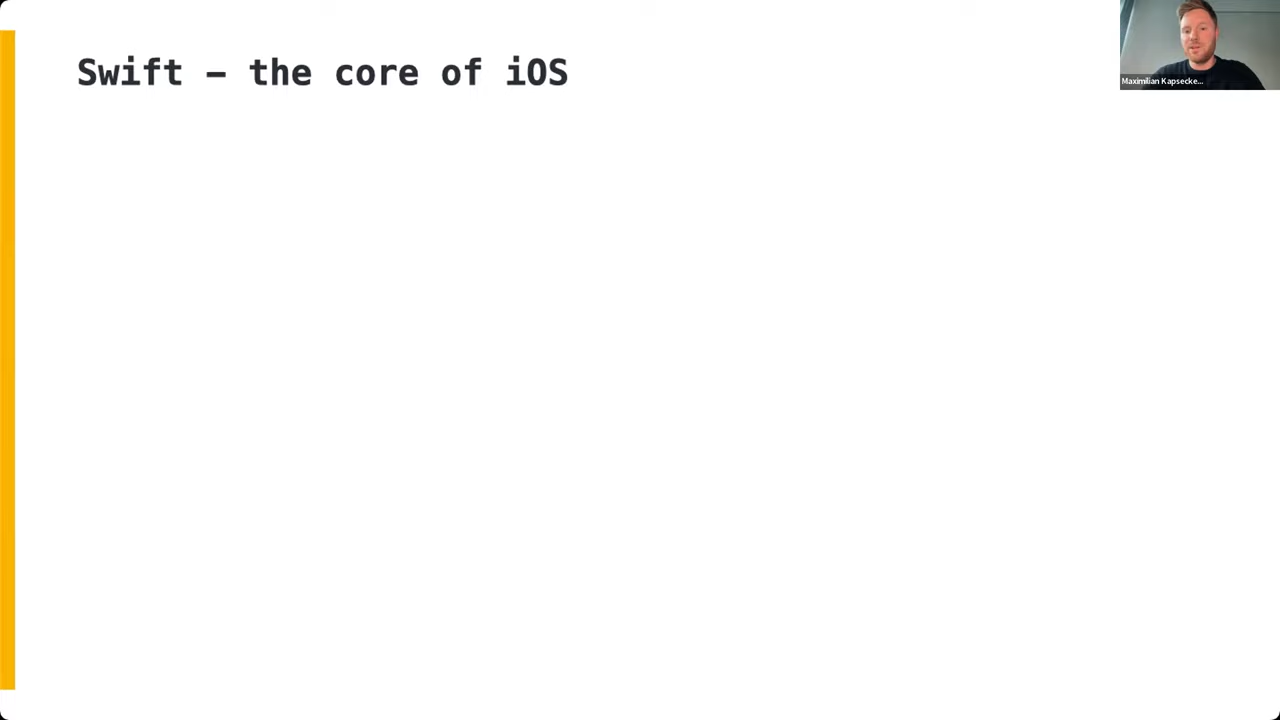 Swift – the core of iOS
Maximilian Kapsecke...